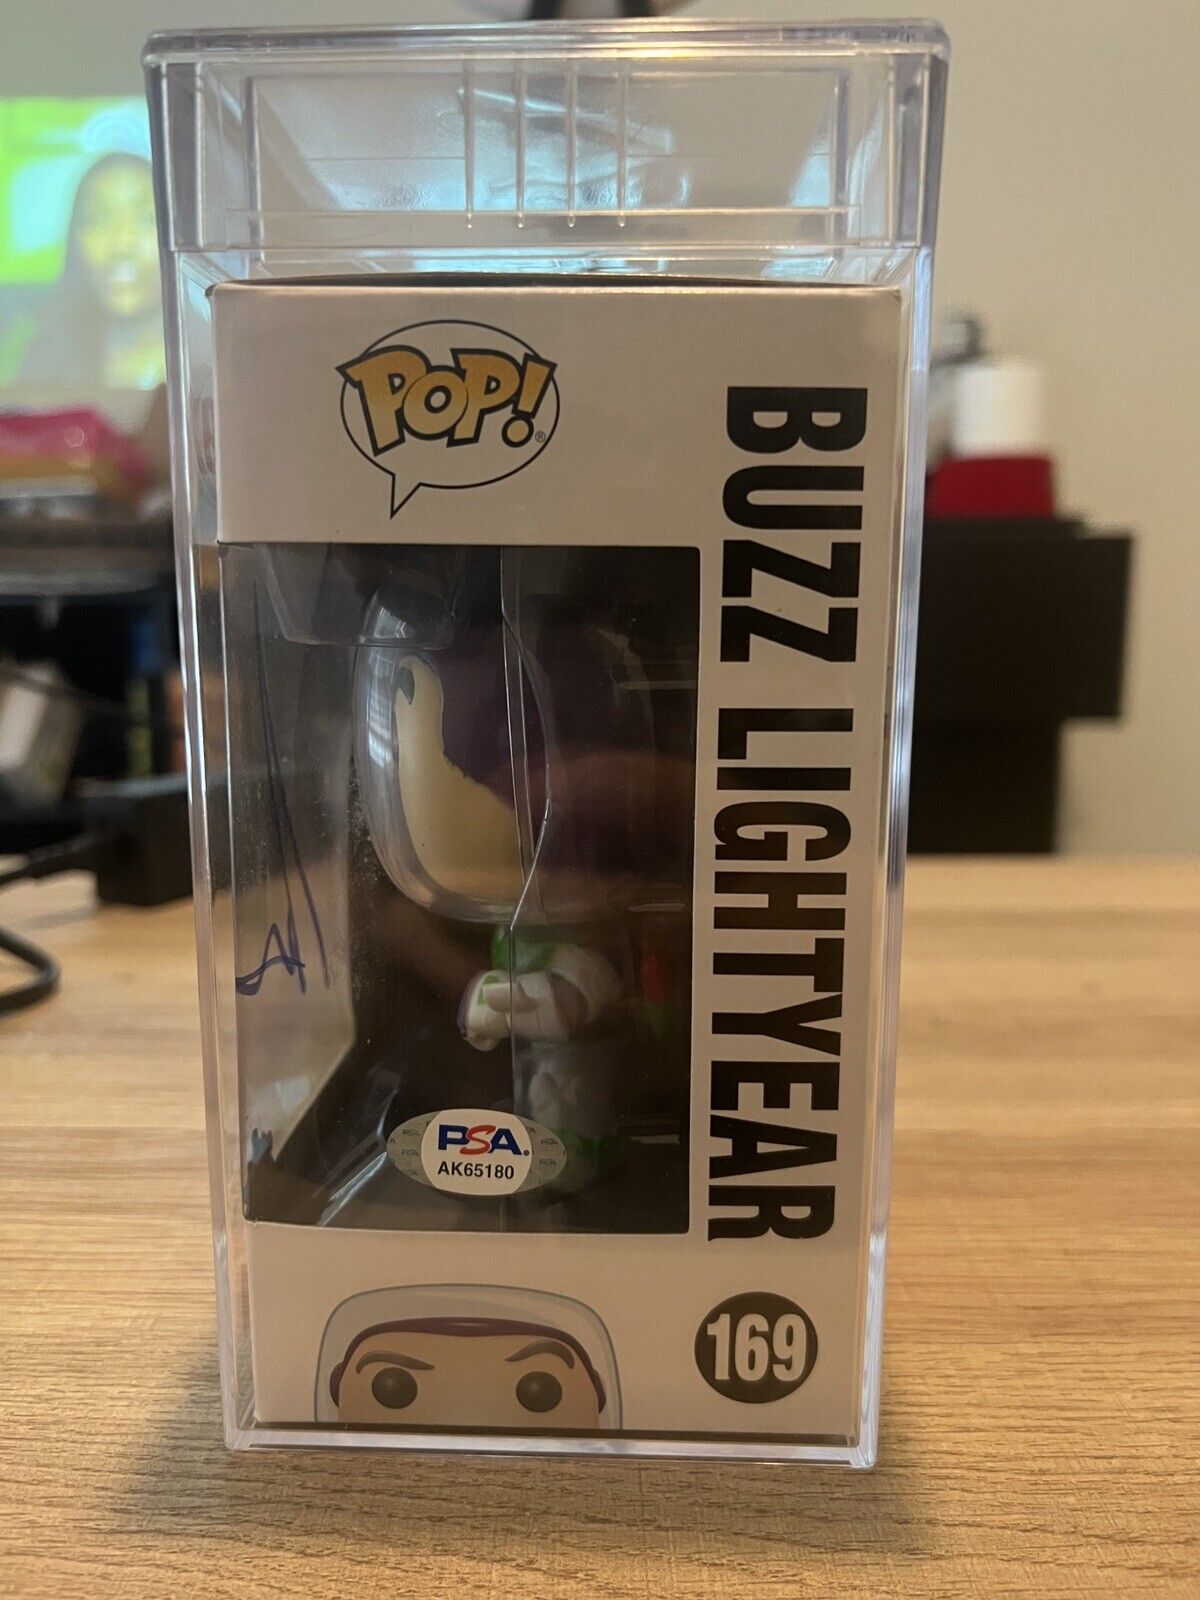 POP!
BUZZ LIGHTYEAR
PSA
AK65180
169